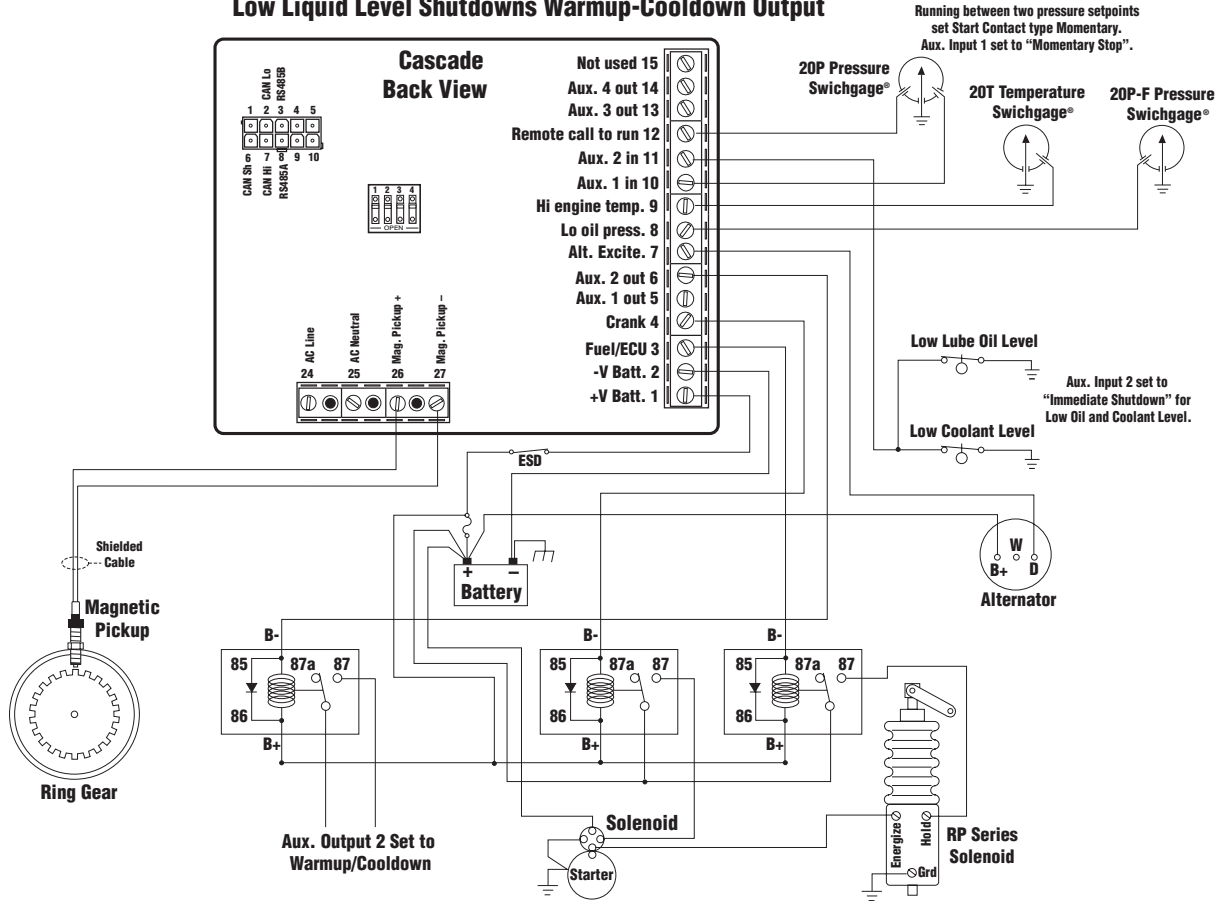 Low Liquid Level Shutdowns Warmup-Cooldown Output
Running between two pressure setpoints
set Start Contact type Momentary.
Aux. Input 1 set to “Momentary Stop”.
Cascade
Back View
CAN Lo
RS485B
1 2 3 4 5
6 7 8 9 10
CAN Sh
CAN Hi
RS485A
1 2 3 4
OPEN
Not used 15
Aux. 4 out 14
Aux. 3 out 13
Remote call to run 12
Aux. 2 in 11
Aux. 1 in 10
Hi engine temp. 9
Lo oil press. 8
Alt. Excite. 7
Aux. 2 out 6
Aux. 1 out 5
Crank 4
Fuel/ECU 3
-V Batt. 2
+V Batt. 1
20P Pressure
Swichgage®
20T Temperature
Swichgage®
20P-F Pressure
Swichgage®
AC Line
AC Neutral
Mag. Pickup +
Mag. Pickup –
24 25 26 27
Low Lube Oil Level
Low Coolant Level
Aux. Input 2 set to
“Immediate Shutdown” for
Low Oil and Coolant Level.
ESD
+ –
Battery
W
B+ D
Alternator
Shielded
Cable
Magnetic
Pickup
Ring Gear
B-
85 87a 87
86
B+
B-
85 87a 87
86
B+
B-
85 87a 87
86
B+
Aux. Output 2 Set to
Warmup/Cooldown
Solenoid
Starter
Energize
Hold
Grd
RP Series
Solenoid